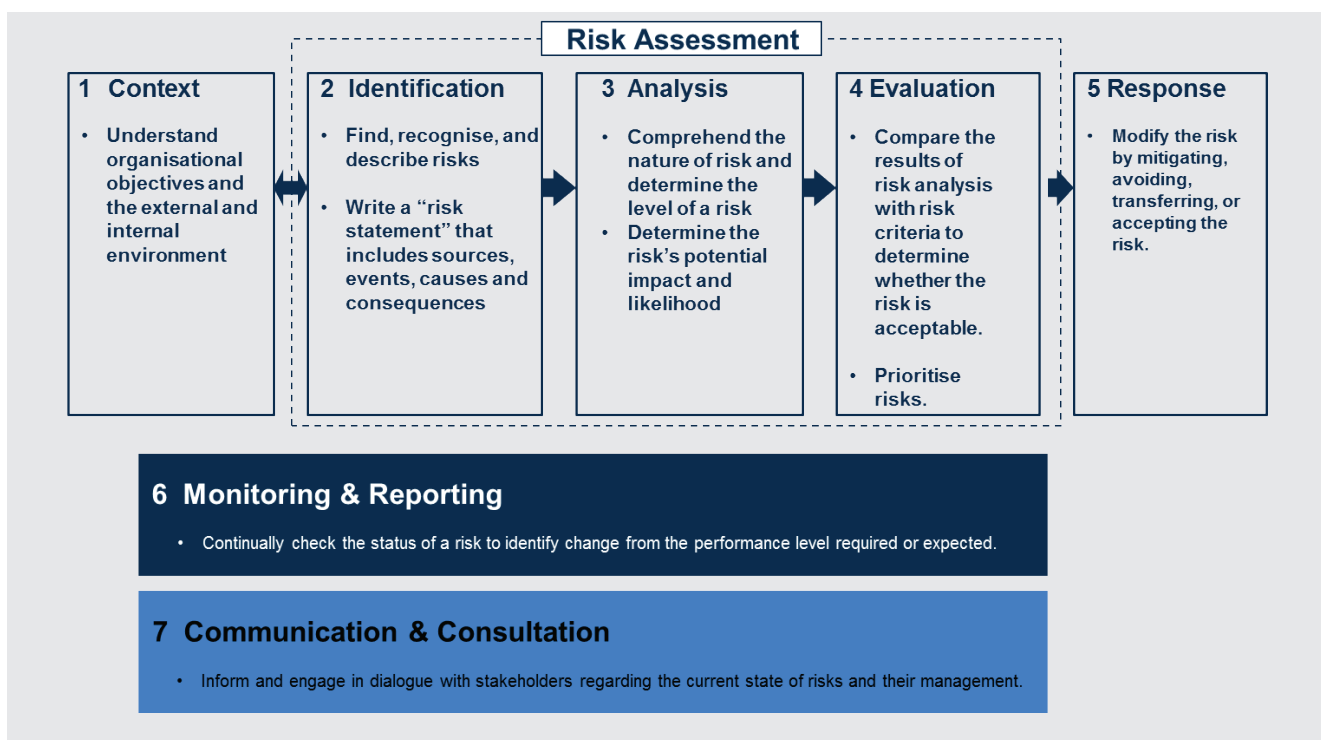 Risk Assessment
1 Context
• Understand
organisational
objectives and
the external and
internal
environment
2 Identification
• Find, recognise, and
describe risks
• Write a “risk
statement” that
includes sources,
events, causes and
consequences
3 Analysis
• Comprehend the
nature of risk and
determine the
level of a risk
• Determine the
risk’s potential
impact and
likelihood
4 Evaluation
• Compare the
results of
risk analysis
with risk
criteria to
determine
whether the
risk is
acceptable.
• Prioritise
risks.
5 Response
• Modify the risk
by mitigating,
avoiding,
transferring, or
accepting the
risk.
6 Monitoring & Reporting
• Continually check the status of a risk to identify change from the performance level required or expected.
7 Communication & Consultation
• Inform and engage in dialogue with stakeholders regarding the current state of risks and their management.